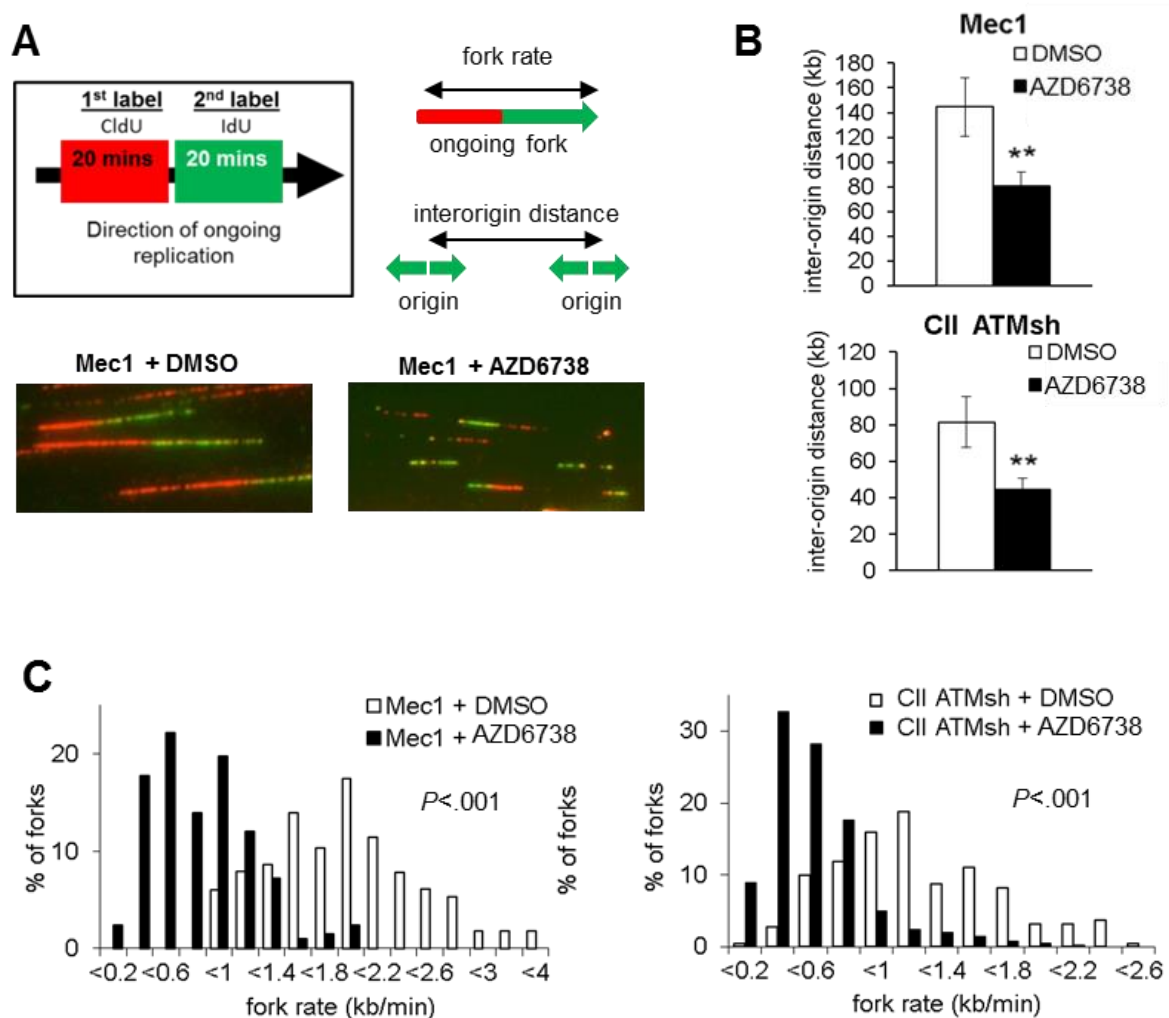 A
1st label
2nd label
CldU
IdU
20 mins
20 mins
Direction of ongoing
replication
fork rate
ongoing fork
interorigin distance
origin
origin
Mec1 + DMSO
Mec1 + AZD6738
B
Mec1
DMSO
AZD6738
inter-origin distance (kb)
180
160
140
120
100
80
60
40
20
0
**
CII ATMsh
DMSO
AZD6738
inter-origin distance (kb)
120
100
80
60
40
20
0
**
C
Mec1 + DMSO
Mec1 + AZD6738
P<.001
% of forks
20
10
0
<0.2 <0.6 <1 <1.4 <1.8 <2.2 <2.6 <3 <4
fork rate (kb/min)
% of forks
CII ATMsh + DMSO
CII ATMsh + AZD6738
P<.001
% of forks
30
20
10
0
<0.2 <0.6 <1 <1.4 <1.8 <2.2 <2.6
fork rate (kb/min)